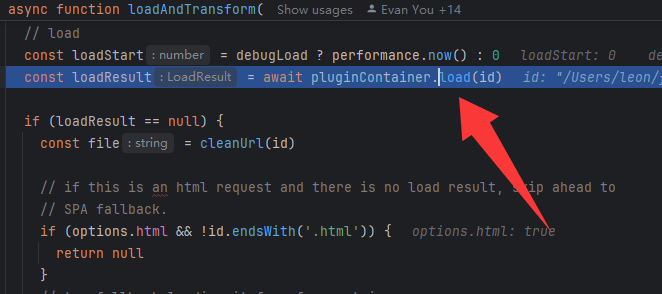 async function loadAndTransform( Show usages Evan You +14
// load
const loadStart : number = debugLoad ? performance.now() : 0 loadStart: 0 de
const loadResult : LoadResult = await pluginContainer.load(id) id: "/Users/leon/j
if (loadResult == null) {
const file : string = cleanUrl(id)
// if this is an html request and there is no load result, skip ahead to
// SPA fallback.
if (options.html && !id.endsWith('.html')) { options.html: true
return null
}